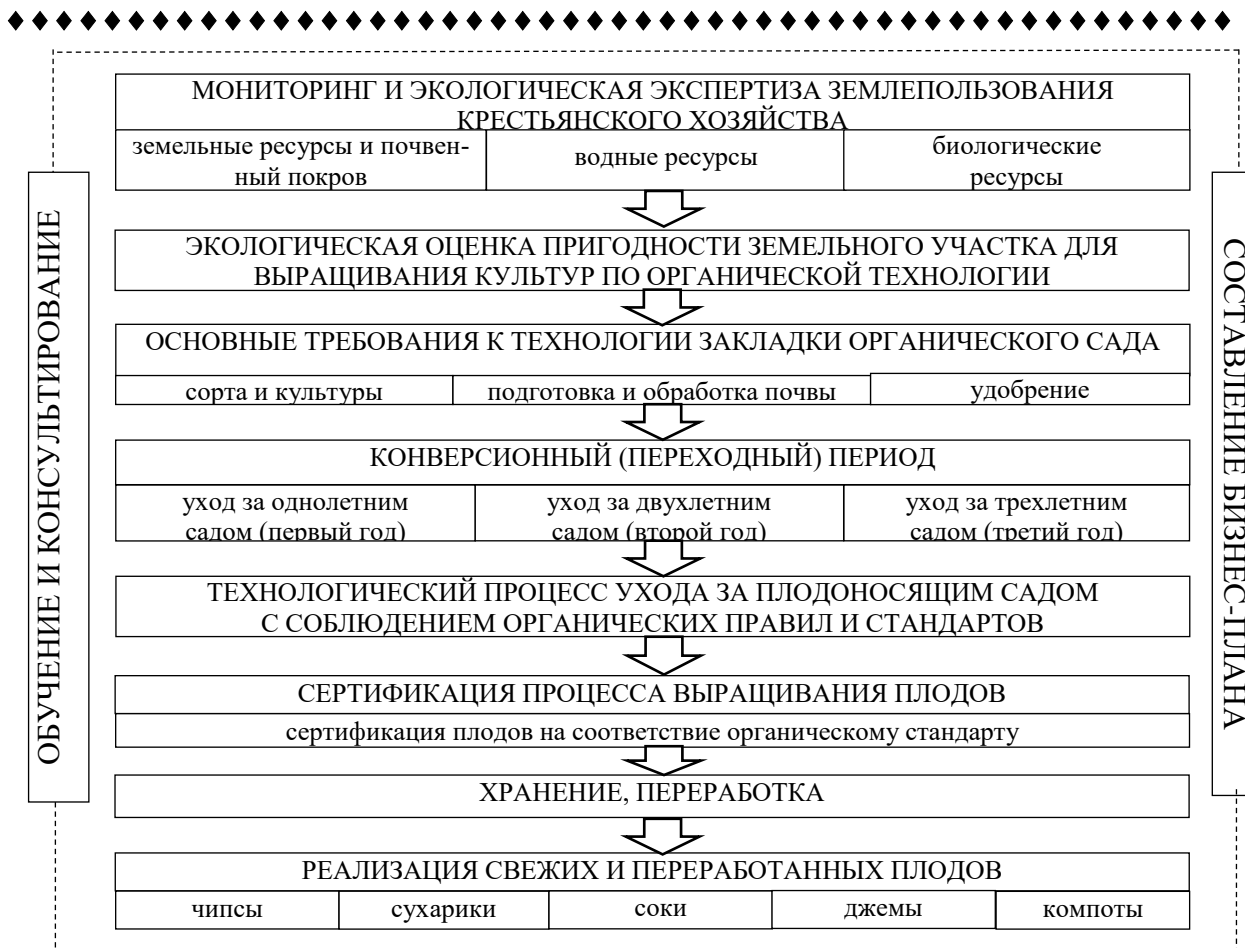 МОНИТОРИНГ И ЭКОЛОГИЧЕСКАЯ ЭКСПЕРТИЗА ЗЕМЛЕПОЛЬЗОВАНИЯ
КРЕСТЬЯНСКОГО ХОЗЯЙСТВА
земельные ресурсы и почвен-
ный покров
водные ресурсы
биологические
ресурсы
ОБУЧЕНИЕ И КОНСУЛЬТИРОВАНИЕ
СОСТАВЛЕНИЕ БИЗНЕС-ПЛАНА
ЭКОЛОГИЧЕСКАЯ ОЦЕНКА ПРИГОДНОСТИ ЗЕМЕЛЬНОГО УЧАСТКА ДЛЯ
ВЫРАЩИВАНИЯ КУЛЬТУР ПО ОРГАНИЧЕСКОЙ ТЕХНОЛОГИИ
ОСНОВНЫЕ ТРЕБОВАНИЯ К ТЕХНОЛОГИИ ЗАКЛАДКИ ОРГАНИЧЕСКОГО САДА
сорта и культуры
подготовка и обработка почвы
удобрение
КОНВЕРСИОННЫЙ (ПЕРЕХОДНЫЙ) ПЕРИОД
уход за однолетним
садом (первый год)
уход за двухлетним
садом (второй год)
уход за трехлетним
садом (третий год)
ТЕХНОЛОГИЧЕСКИЙ ПРОЦЕСС УХОДА ЗА ПЛОДОНОСЯЩИМ САДОМ
С СОБЛЮДЕНИЕМ ОРГАНИЧЕСКИХ ПРАВИЛ И СТАНДАРТОВ
СЕРТИФИКАЦИЯ ПРОЦЕССА ВЫРАЩИВАНИЯ ПЛОДОВ
сертификация плодов на соответствие органическому стандарту
ХРАНЕНИЕ, ПЕРЕРАБОТКА
РЕАЛИЗАЦИЯ СВЕЖИХ И ПЕРЕРАБОТАННЫХ ПЛОДОВ
чипсы
сухарики
соки
джемы
компоты